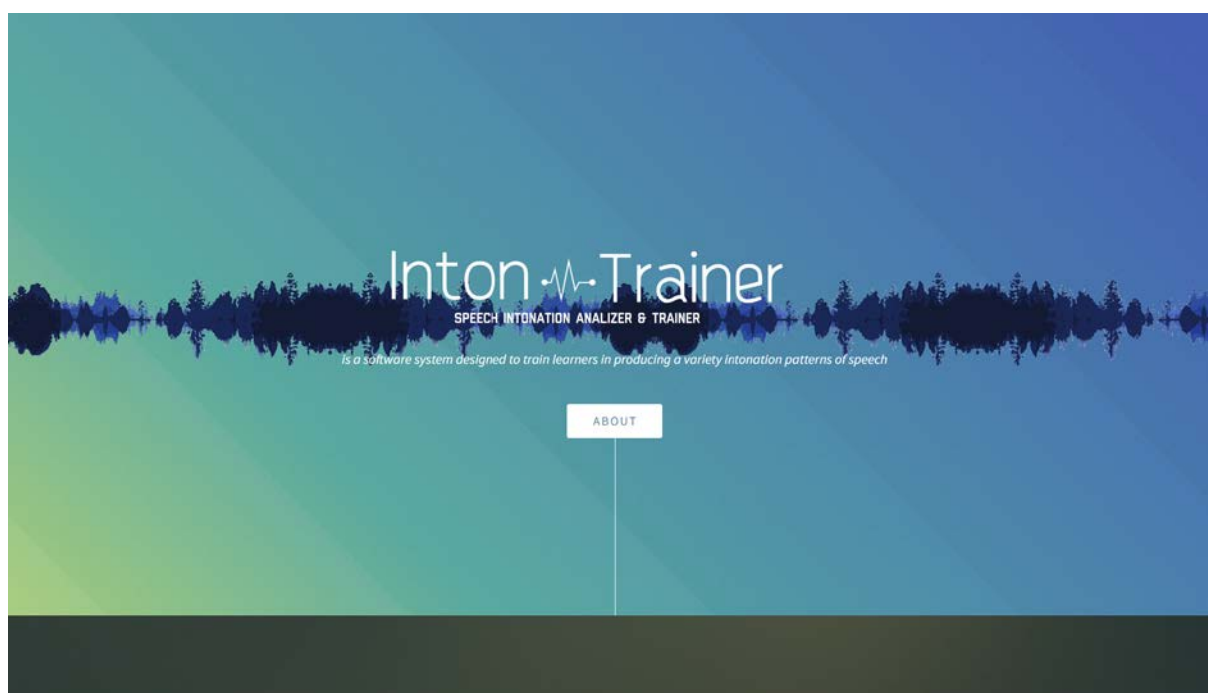 Inton Trainer
SPEECH INTONATION ANALIZER & TRAINER
is a software system designed to train learners in producing a variety intonation patterns of speech
ABOUT